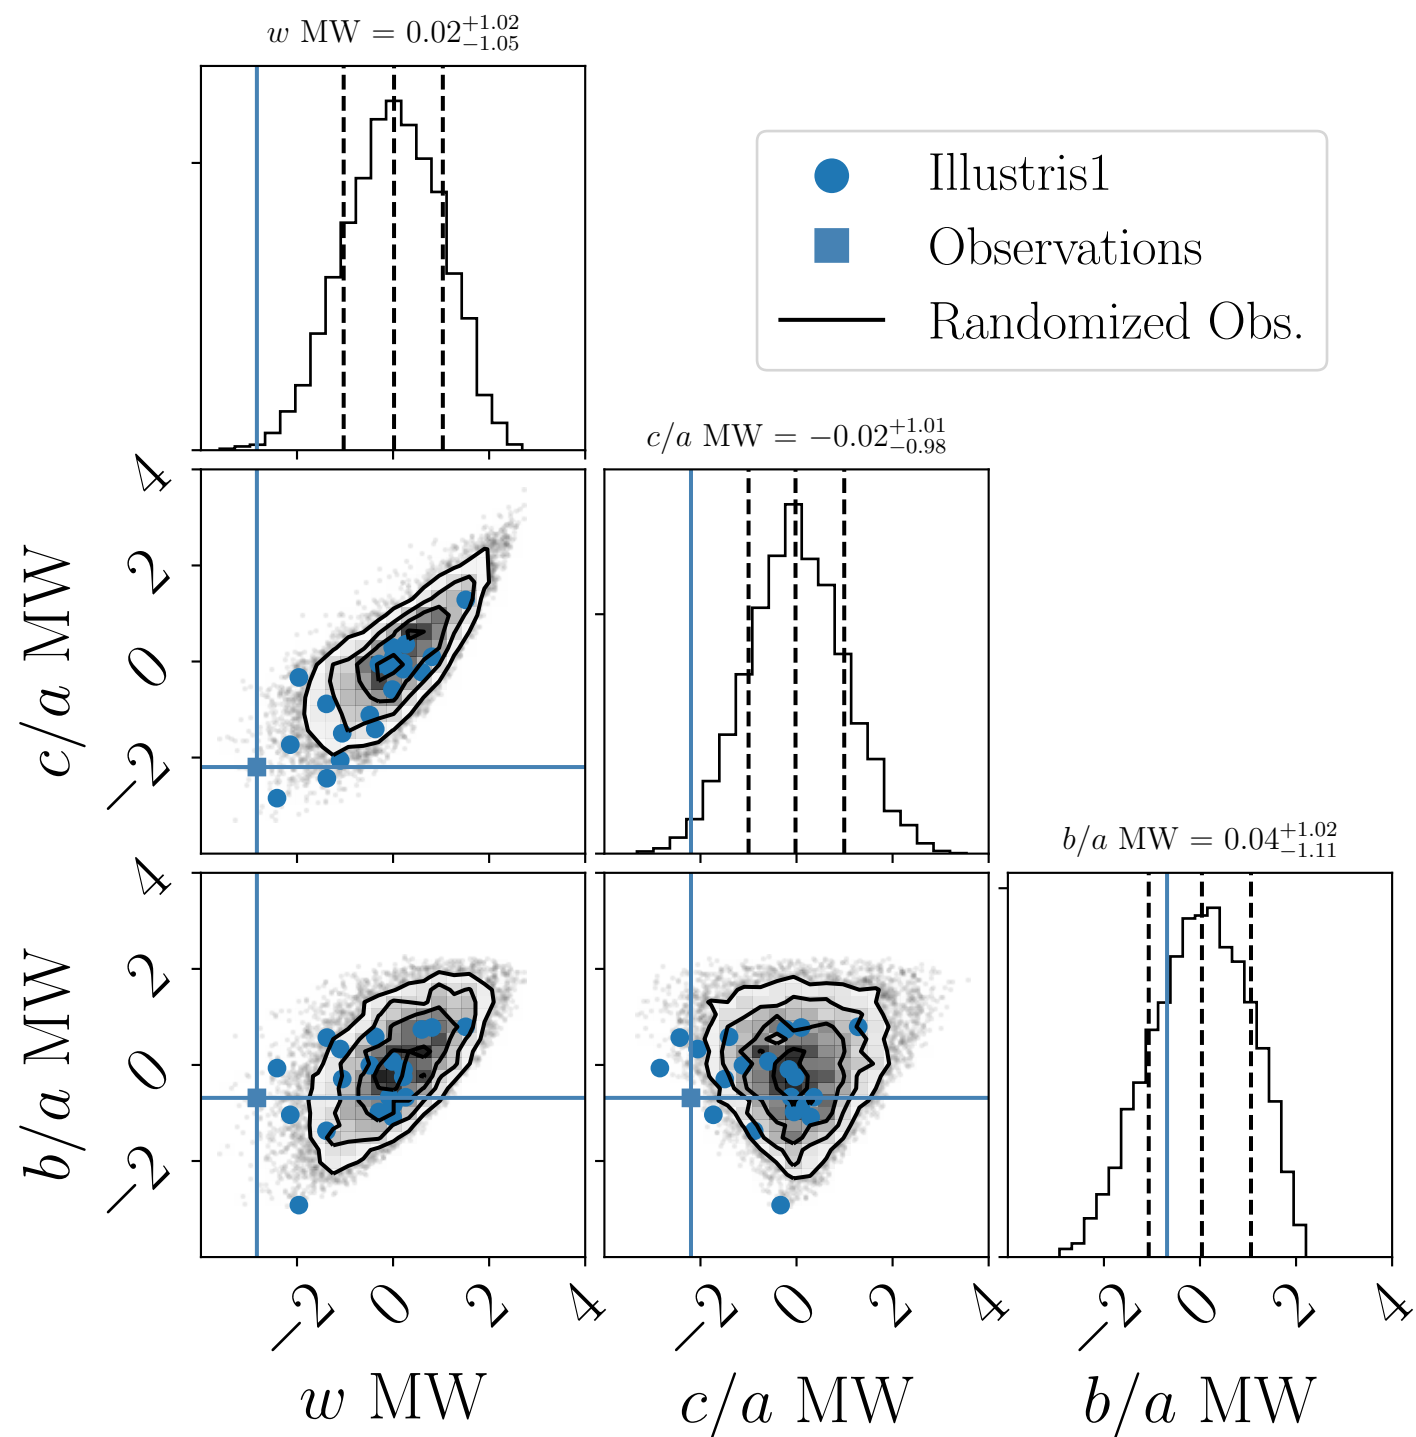 w MW = 0.02^{+1.02}_{-1.05}
Illustris1
Observations
Randomized Obs.
c/a MW = −0.02^{+1.01}_{-0.98}
4
2
0
−2
c/a MW
b/a MW = 0.04^{+1.02}_{-1.11}
4
2
0
−2
b/a MW
−2 0 2 4
−2 0 2 4
−2 0 2 4
w MW
c/a MW
b/a MW